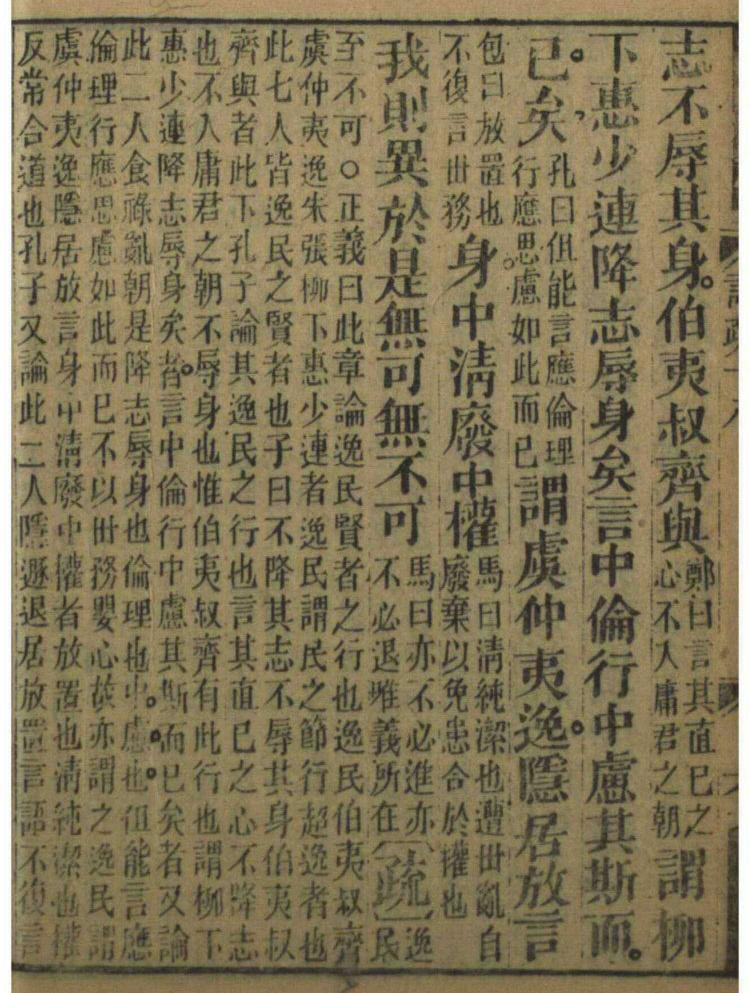 志不辱其身伯夷叔齊與鄭曰言其直已之心不入庸君之朝謂柳
下惠少連降志辱身矣言中倫行中慮其斯而
已矣孔曰但能言應倫理行應思慮如此而已謂虞仲夷逸隱居放言
包曰放置也不復言丗務身中清廢中權馬曰清純潔也遭丗亂自廢棄以免患合於權也
我則異於是無可無不可馬曰亦不必進亦不必退唯義所在疏逸民
至不可○正義曰此章論逸民賢者之行也逸民伯夷叔齊
虞仲夷逸朱張柳下惠少連者逸民謂民之節行超逸者也
此七人皆逸民之賢者也子曰不降其志不辱其身伯夷叔
齊與者此下孔子論其逸民之行也言其直已之心不降志
也不入庸君之朝不辱身也惟伯夷叔齊有此行也謂柳下
惠少連降志辱身矣者言中倫行中慮其斯而已矣者又論
此二人食祿亂朝是降志辱身也倫理也中慮也但能言應
倫理行應思慮如此而已不以丗務嬰心故亦謂之逸民謂
虞仲夷逸隱居放言身中清廢中權者放置也清純潔也權
反常合道也孔子又論此二人隱遯退居放置言語不復言